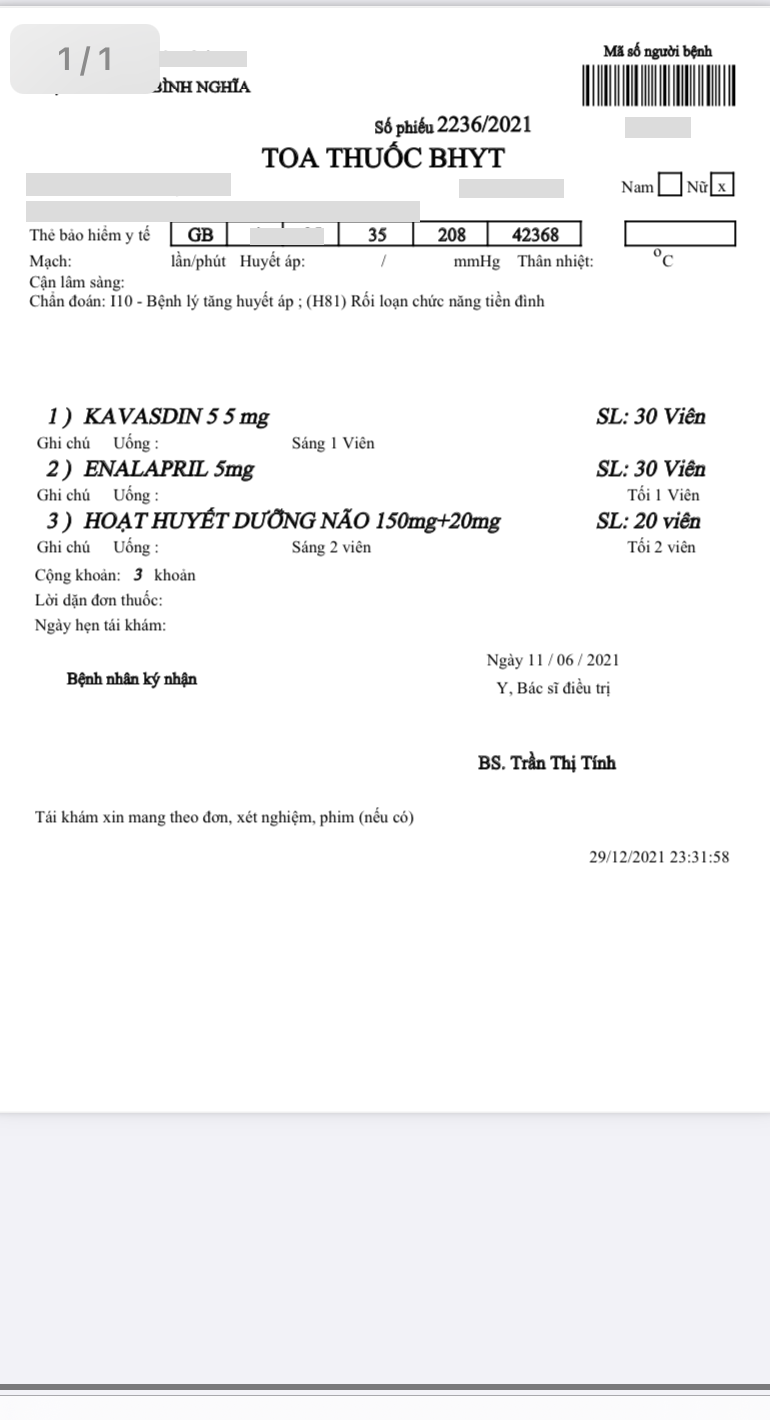 1/1
Mã số người bệnh
BÌNH NGHĨA
Số phiếu 2236/2021
TOA THUỐC BHYT
Nam Nữ x
Thẻ bảo hiểm y tế GB 35 208 42368
Mạch: lần/phút Huyết áp: / mmHg Thân nhiệt: oC
Cận lâm sàng:
Chẩn đoán: I10 - Bệnh lý tăng huyết áp ; (H81) Rối loạn chức năng tiền đình
1 ) KAVASDIN 5 5 mg SL: 30 Viên
Ghi chú Uống : Sáng 1 Viên
2 ) ENALAPRIL 5mg SL: 30 Viên
Ghi chú Uống : Tối 1 Viên
3 ) HOẠT HUYẾT DƯỠNG NÃO 150mg+20mg SL: 20 viên
Ghi chú Uống : Sáng 2 viên Tối 2 viên
Cộng khoản: 3 khoản
Lời dặn đơn thuốc:
Ngày hẹn tái khám:
Ngày 11 / 06 / 2021
Bệnh nhân ký nhận
Y, Bác sĩ điều trị
BS. Trần Thị Tính
Tái khám xin mang theo đơn, xét nghiệm, phim (nếu có)
29/12/2021 23:31:58